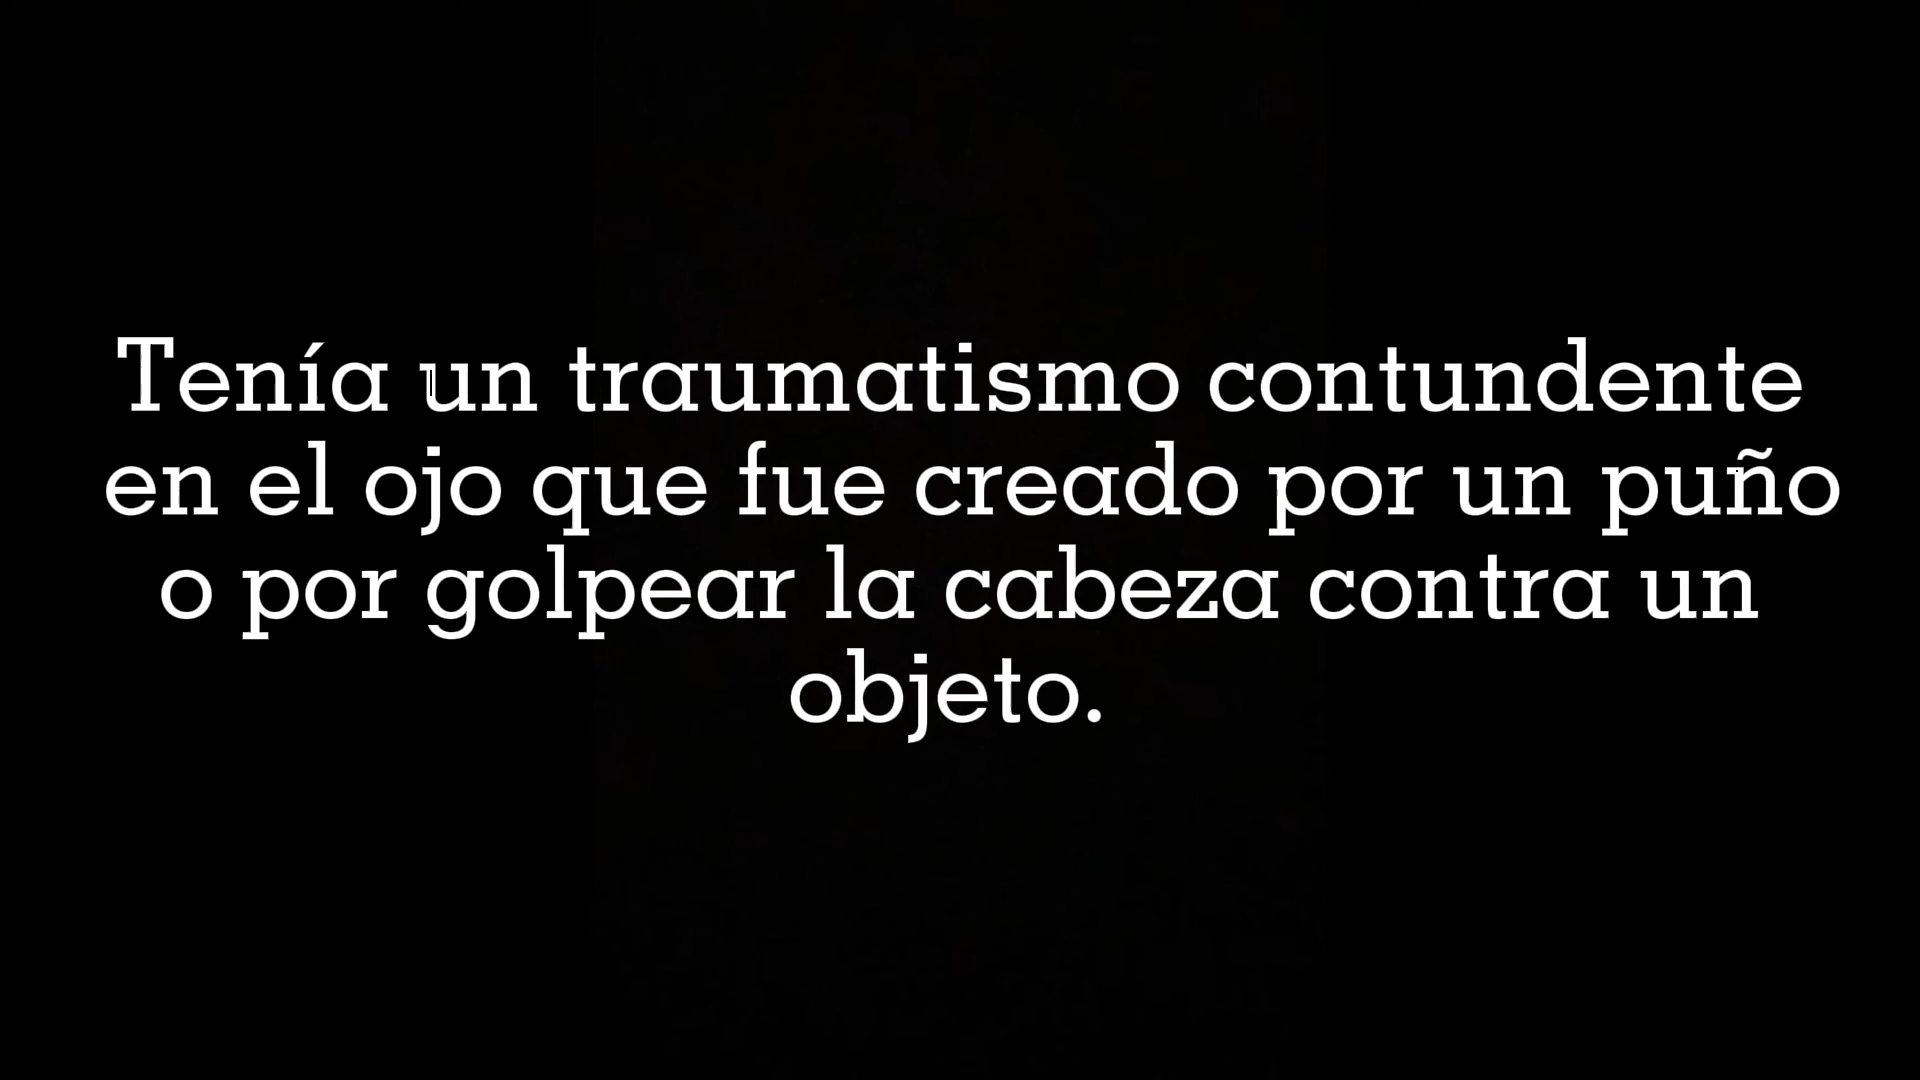 Tenía un traumatismo contundente
en el ojo que fue creado por un puño
o por golpear la cabeza contra un
objeto.